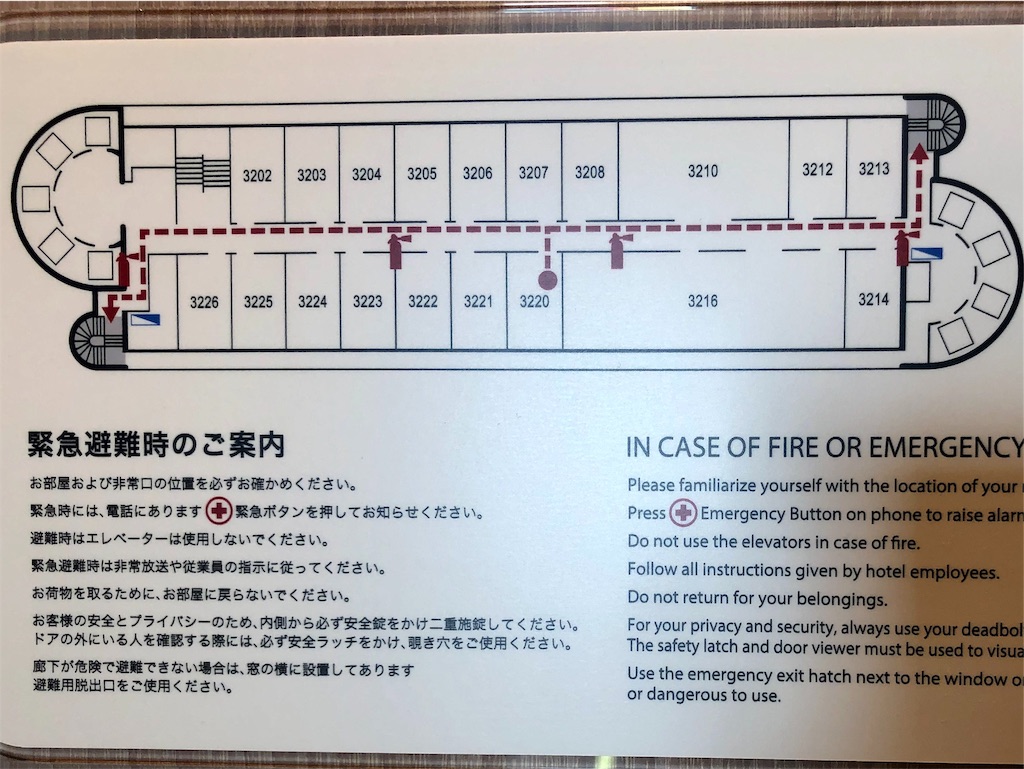 3202 3203 3204 3205 3206 3207 3208 3210 3212 3213
3226 3225 3224 3223 3222 3221 3220 3216 3214
緊急避難時のご案内
お部屋および非常口の位置を必ずお確かめください。
緊急時には、電話にあります 緊急ボタンを押してお知らせください。
避難時はエレベーターは使用しないでください。
緊急避難時は非常放送や従業員の指示に従ってください。
お荷物を取るために、お部屋に戻らないでください。
お客様の安全とプライバシーのため、内側から必ず安全錠をかけ二重施錠してください。
ドアの外にいる人を確認する際には、必ず安全ラッチをかけ、覗き穴をご使用ください。
廊下が危険で避難できない場合は、窓の横に設置してあります
避難用脱出口をご使用ください。
IN CASE OF FIRE OR EMERGENCY
Please familiarize yourself with the location of your
Press Emergency Button on phone to raise alarm
Do not use the elevators in case of fire.
Follow all instructions given by hotel employees.
Do not return for your belongings.
For your privacy and security, always use your deadbol
The safety latch and door viewer must be used to visua
Use the emergency exit hatch next to the window
or dangerous to use.